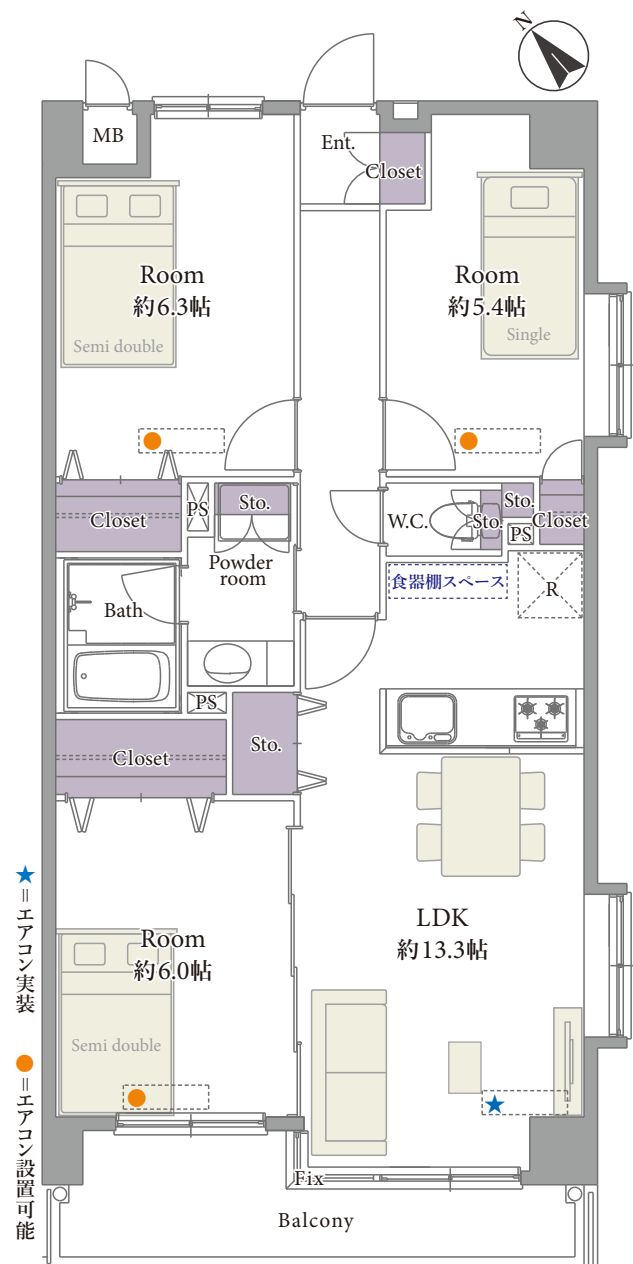 N
MB
Ent.
Closet
Room
約6.3帖
Semi double
Room
約5.4帖
Single
Closet
PS
Sto.
Powder
room
W.C.
Sto.
Sto.
PS
Closet
Bath
食器棚スペース
R
PS
Closet
Sto.
Room
約6.0帖
Semi double
LDK
約13.3帖
Fix
Balcony
★=エアコン実装
●=エアコン設置可能